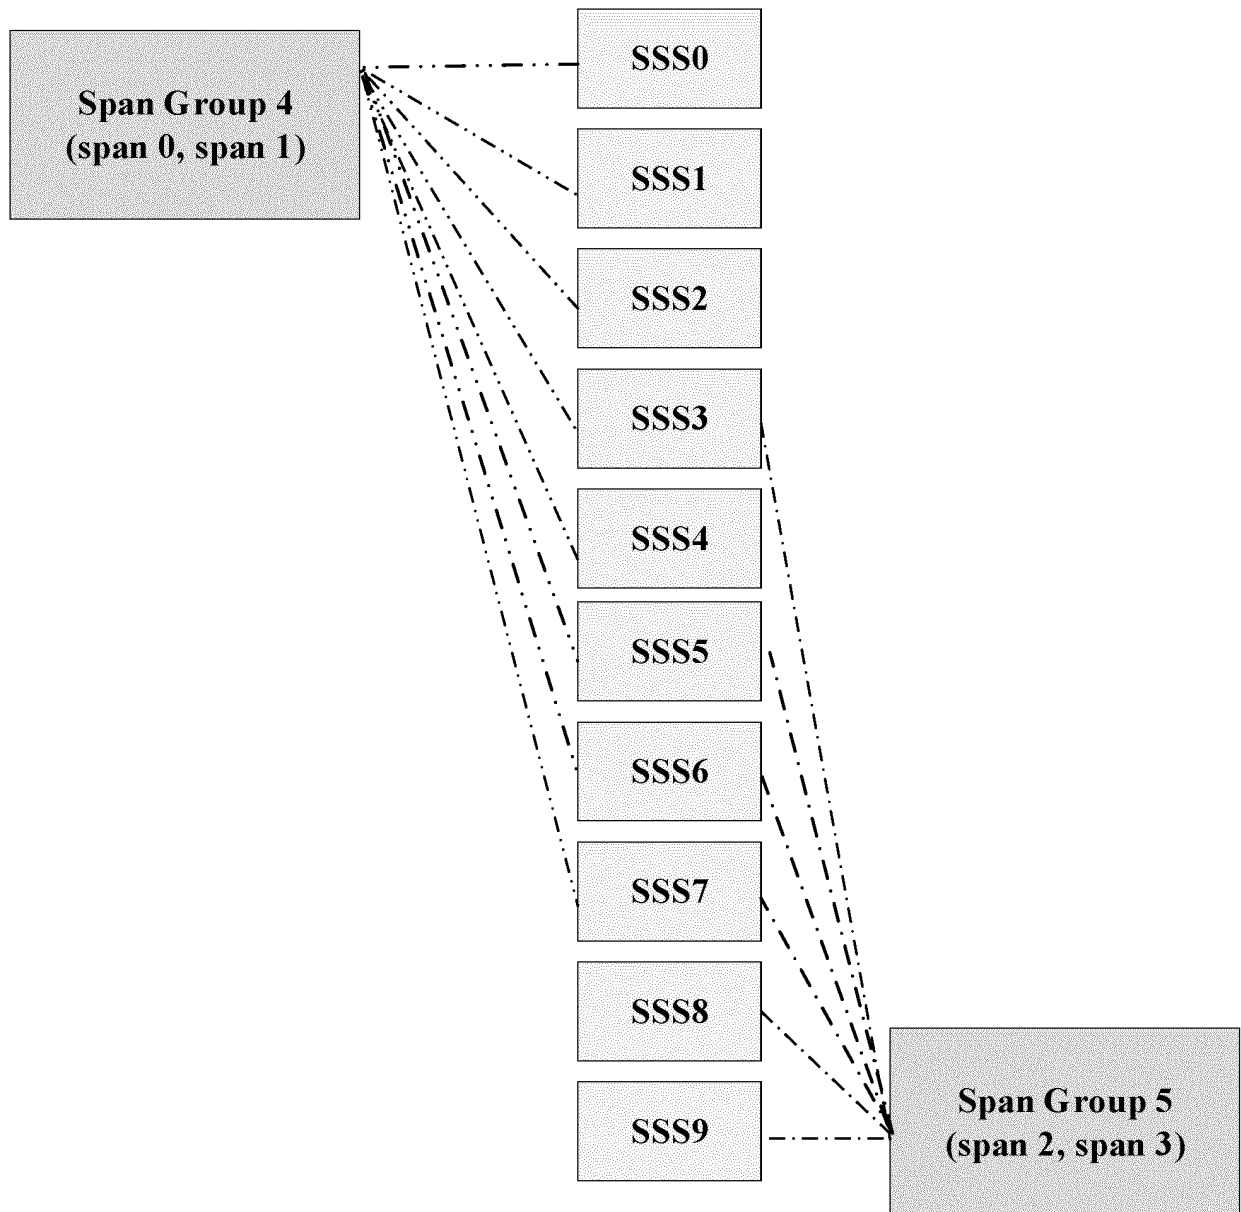 Span Group 4
(span 0, span 1)
SSS0
SSS1
SSS2
SSS3
SSS4
SSS5
SSS6
SSS7
SSS8
SSS9
Span Group 5
(span 2, span 3)